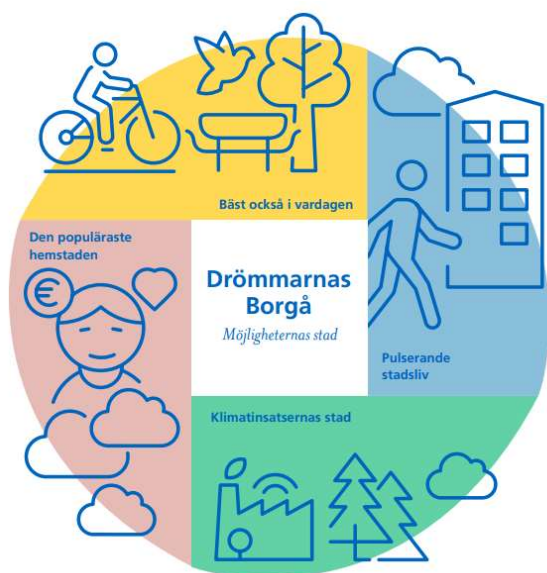 Bäst också i vardagen
Den populäraste
hemstaden
€
Drömmarnas
Borgå
Möjligheternas stad
Pulserande
stadsliv
Klimatinsatsernas stad